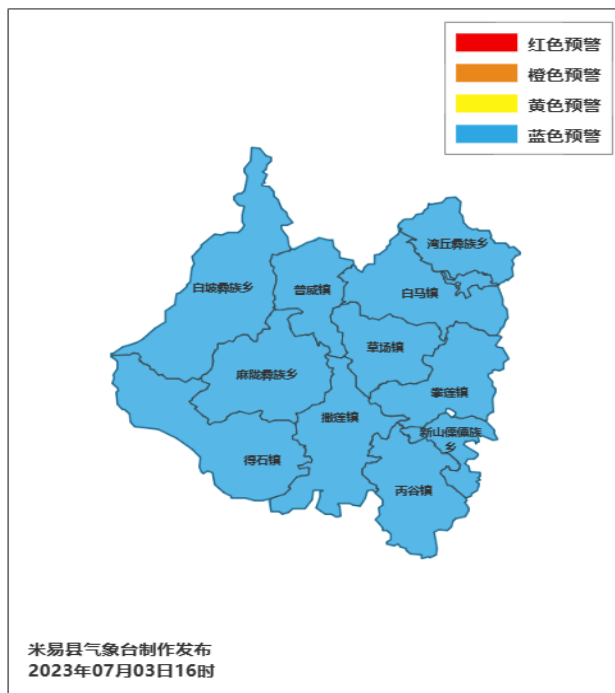 红色预警
橙色预警
黄色预警
蓝色预警
湾丘彝族乡
白坡彝族乡
普威镇
白马镇
草场镇
麻陇彝族乡
攀莲镇
撒莲镇
新山傈僳族
乡
得石镇
丙谷镇
米易县气象台制作发布
2023年07月03日16时